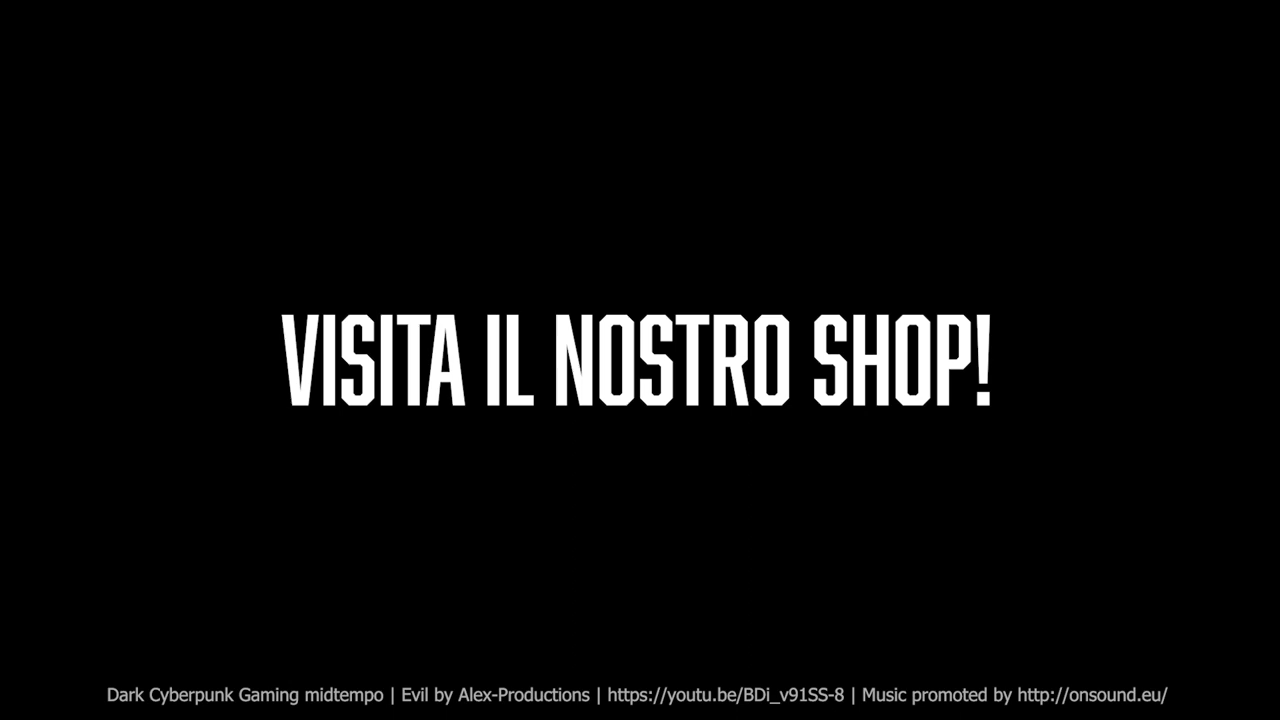 VISITA IL NOSTRO SHOP!
Dark Cyberpunk Gaming midtempo | Evil by Alex-Productions | https://youtu.be/BDi_v91SS-8 | Music promoted by http://onsound.eu/